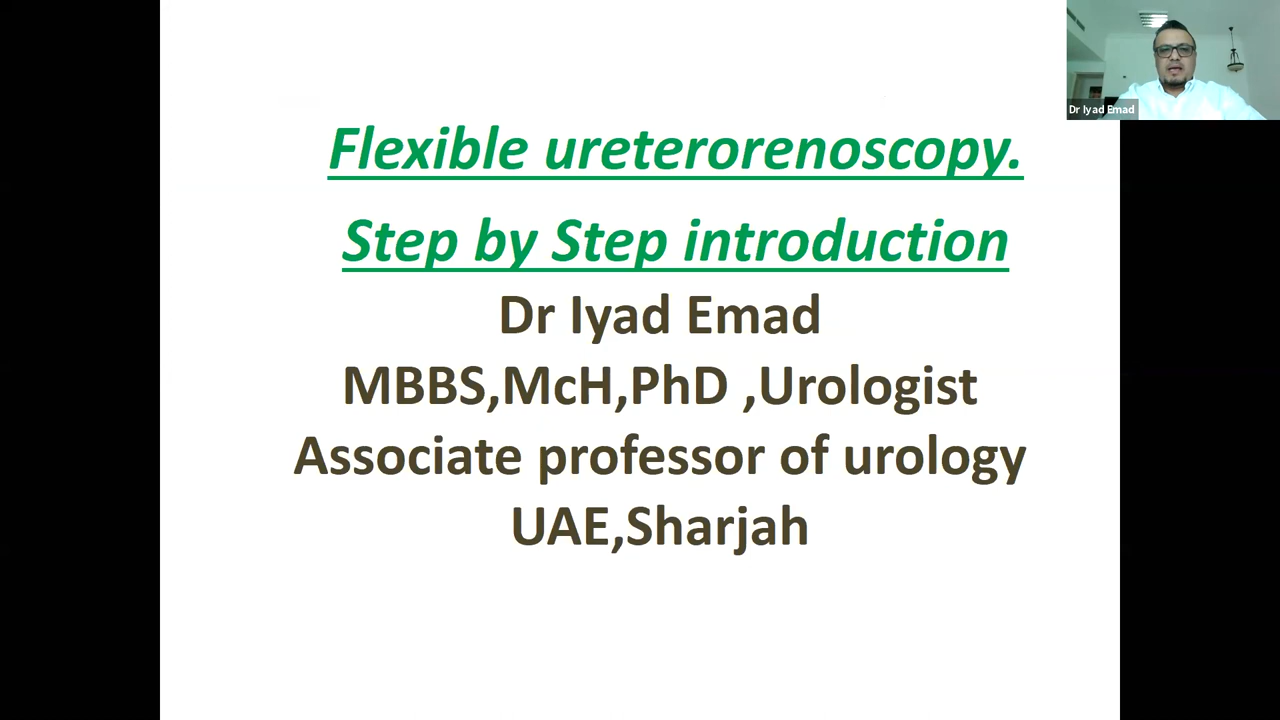 Flexible ureterorenoscopy.
Step by Step introduction
Dr Iyad Emad
MBBS,McH,PhD ,Urologist
Associate professor of urology
UAE,Sharjah
Dr Iyad Emad